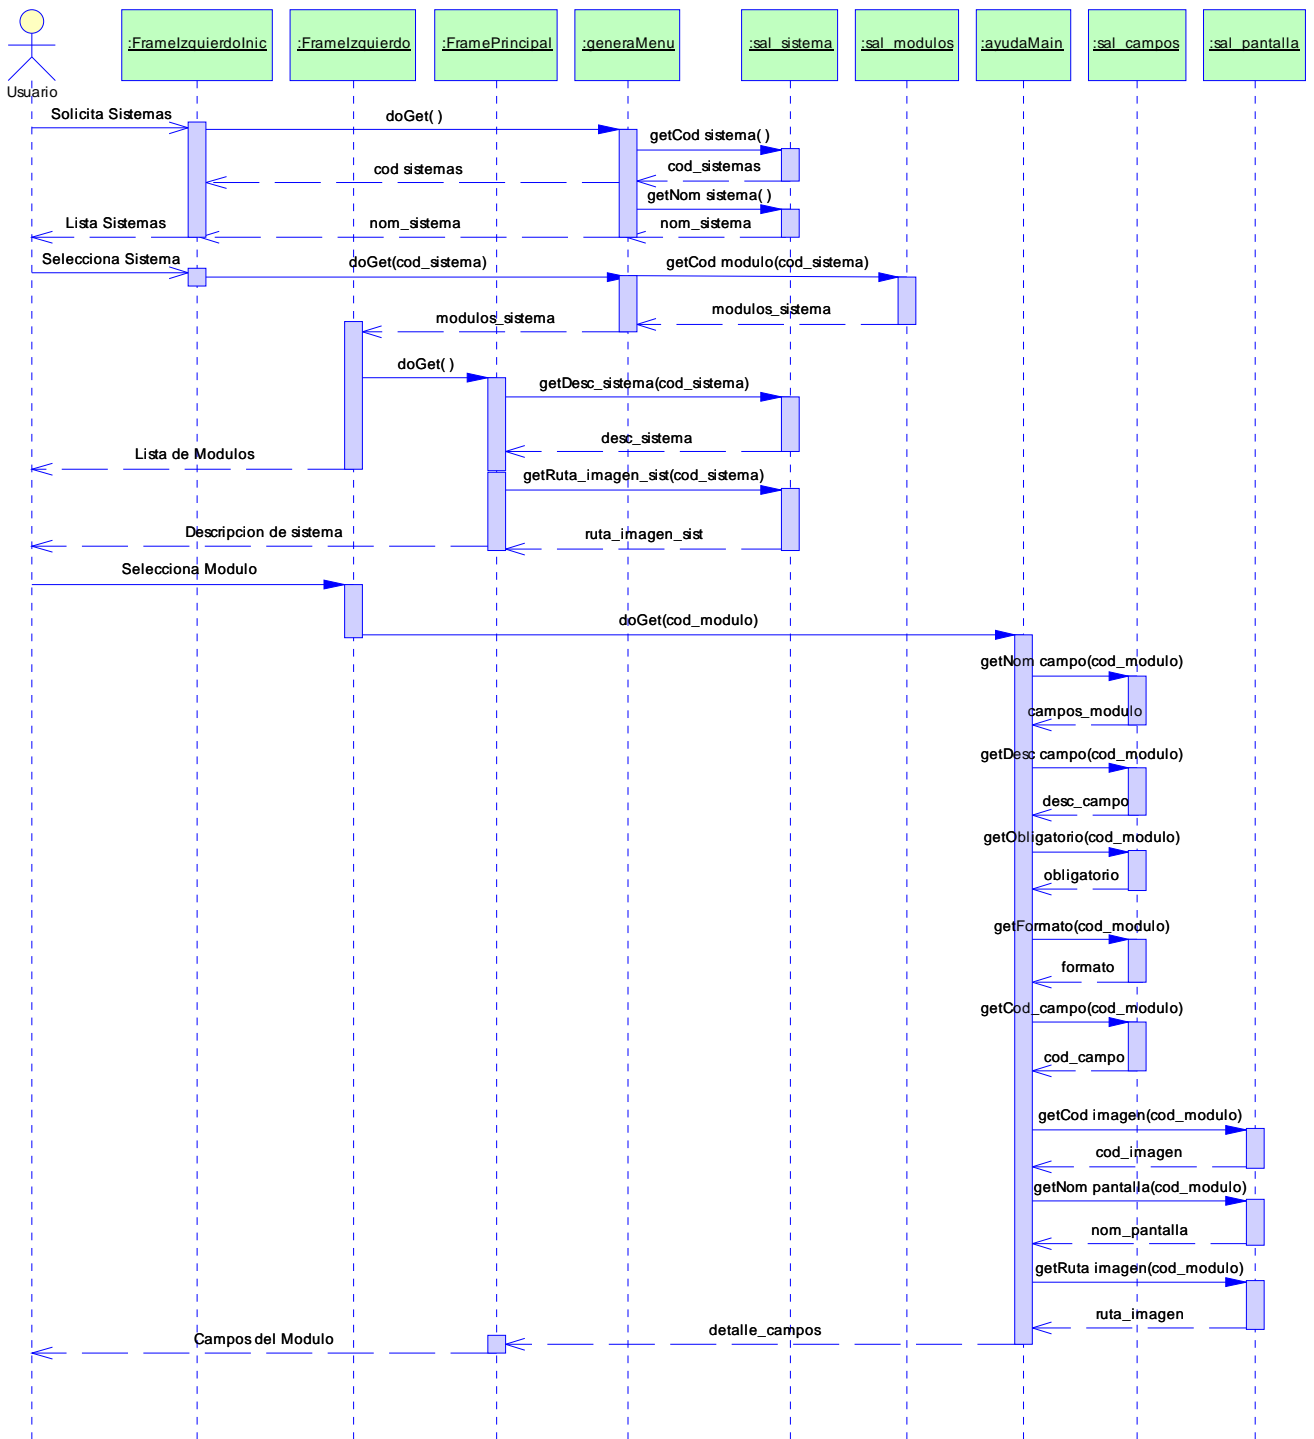 :FrameIzquierdoInic
:FrameIzquierdo
:FramePrincipal
:generaMenu
:sal_sistema
:sal_modulos
:ayudaMain
:sal_campos
:sal_pantalla
Usuario
Solicita Sistemas
doGet( )
getCod sistema( )
cod_sistemas
cod sistemas
getNom sistema( )
Lista Sistemas
nom_sistema
nom_sistema
Selecciona Sistema
doGet(cod_sistema)
getCod modulo(cod_sistema)
modulos_sistema
modulos_sistema
doGet( )
getDesc_sistema(cod_sistema)
desc_sistema
Lista de Modulos
getRuta_imagen_sist(cod_sistema)
Descripcion de sistema
ruta_imagen_sist
Selecciona Modulo
doGet(cod_modulo)
getNom campo(cod_modulo)
campos_modulo
getDesc campo(cod_modulo)
desc_campo
getObligatorio(cod_modulo)
obligatorio
getFormato(cod_modulo)
formato
getCod_campo(cod_modulo)
cod_campo
getCod imagen(cod_modulo)
cod_imagen
getNom pantalla(cod_modulo)
nom_pantalla
getRuta imagen(cod_modulo)
ruta_imagen
detalle_campos
Campos del Modulo